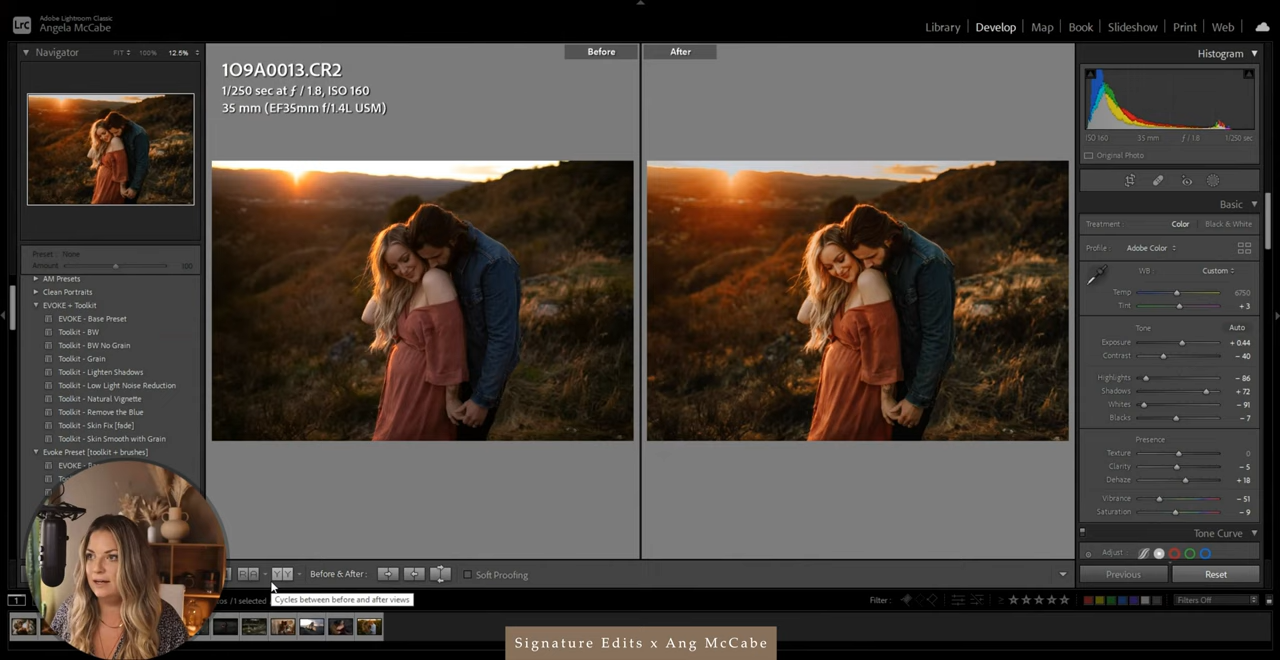 LrC
Adobe Lightroom Classic
Angela McCabe
Library
Develop
Map
Book
Slideshow
Print
Web
Navigator
FIT
100%
12.5%
Preset: None
Amount
100
AM Presets
Clean Portraits
EVOKE + Toolkit
EVOKE - Base Preset
Toolkit - BW
Toolkit - BW No Grain
Toolkit - Grain
Toolkit - Lighten Shadows
Toolkit - Low Light Noise Reduction
Toolkit - Natural Vignette
Toolkit - Remove the Blue
Toolkit - Skin Fix [fade]
Toolkit - Skin Smooth with Grain
Evoke Preset [toolkit + brushes]
Before
After
1O9A0013.CR2
1/250 sec at ƒ / 1.8, ISO 160
35 mm (EF35mm f/1.4L USM)
Histogram
ISO 160
35 mm
ƒ / 1.8
1/250 sec
Original Photo
Basic
Treatment:
Color
Black & White
Profile:
Adobe Color
WB:
Custom
Temp
6750
Tint
+ 3
Tone
Auto
Exposure
+ 0.44
Contrast
- 40
Highlights
- 86
Shadows
+ 72
Whites
- 91
Blacks
- 7
Presence
Texture
0
Clarity
- 5
Dehaze
+ 18
Vibrance
- 51
Saturation
- 9
Tone Curve
Adjust:
Before & After:
Soft Proofing
Previous
Reset
1
/1 selected
Cycles between before and after views
Filter:
Filters Off
Signature Edits x Ang McCabe